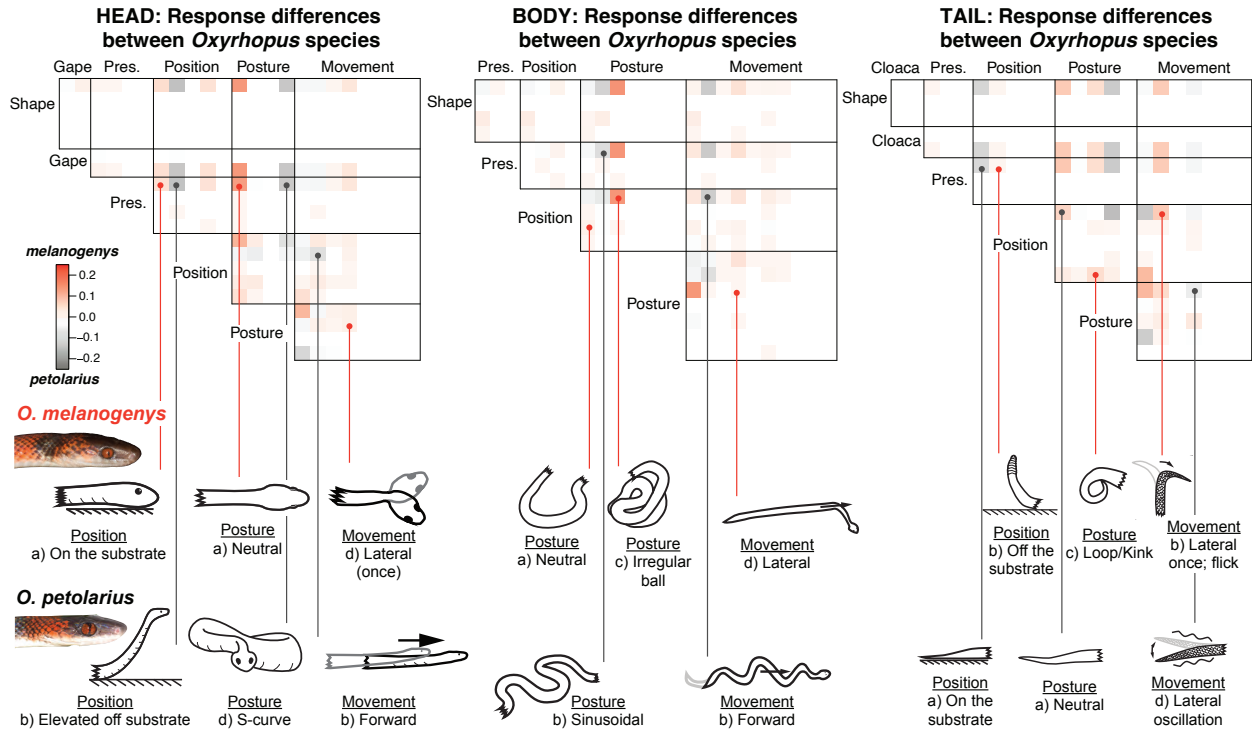 HEAD: Response differences
between Oxyrhopus species
Gape Pres. Position Posture Movement
Shape
Gape
Pres.
Position
Posture
melanogenys
0.2
0.1
0.0
−0.1
−0.2
petolarius
BODY: Response differences
between Oxyrhopus species
Pres. Position Posture Movement
Shape
Pres.
Position
Posture
TAIL: Response differences
between Oxyrhopus species
Cloaca Pres. Position Posture Movement
Shape
Cloaca
Pres.
Position
Posture
O. melanogenys
Position
a) On the substrate
Posture
a) Neutral
Movement
d) Lateral
(once)
Posture
a) Neutral
Posture
c) Irregular
ball
Movement
d) Lateral
Position
b) Off the
substrate
Posture
c) Loop/Kink
Movement
b) Lateral
once; flick
O. petolarius
Position
b) Elevated off substrate
Posture
d) S-curve
Movement
b) Forward
Posture
b) Sinusoidal
Movement
b) Forward
Position
a) On the
substrate
Posture
a) Neutral
Movement
d) Lateral
oscillation